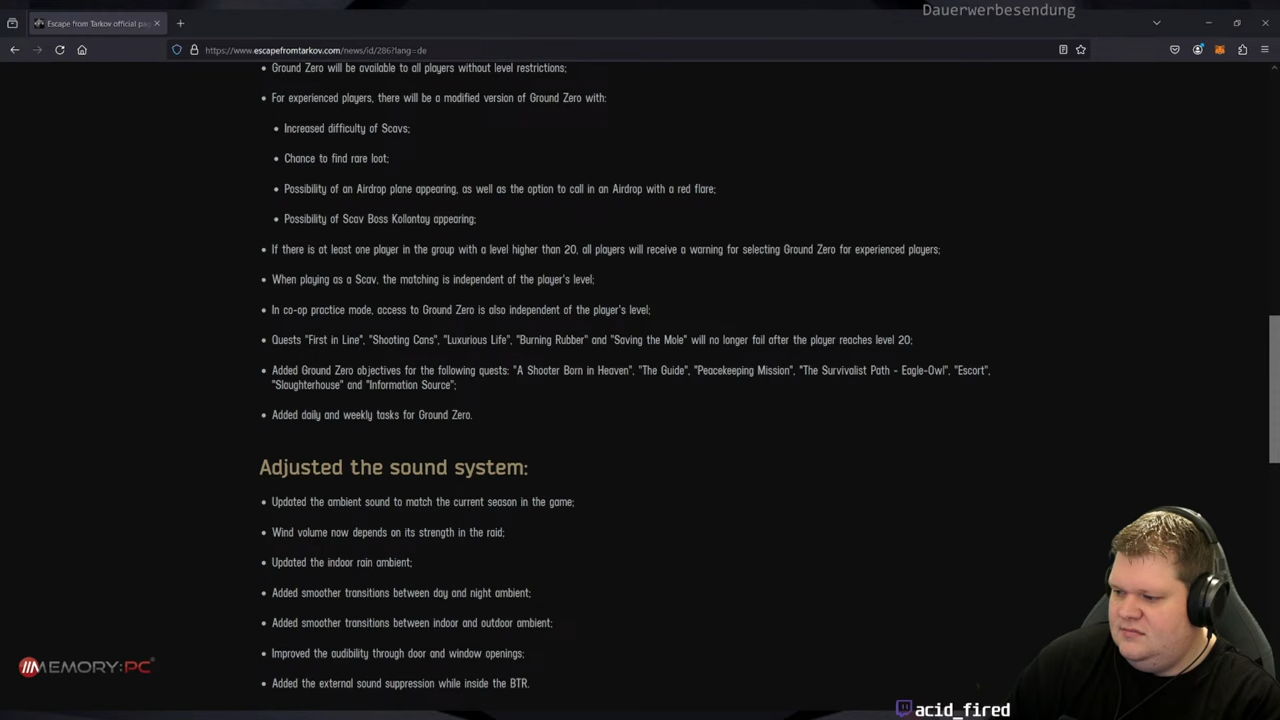 Dauerwerbesendung
Escape from Tarkov official pag
https://www.escapefromtarkov.com/news/id/286?lang=de
Ground Zero will be available to all players without level restrictions;
For experienced players, there will be a modified version of Ground Zero with:
Increased difficulty of Scavs;
Chance to find rare loot;
Possibility of an Airdrop plane appearing, as well as the option to call in an Airdrop with a red flare;
Possibility of Scav Boss Kollontay appearing;
If there is at least one player in the group with a level higher than 20, all players will receive a warning for selecting Ground Zero for experienced players;
When playing as a Scav, the matching is independent of the player's level;
In co-op practice mode, access to Ground Zero is also independent of the player's level;
Quests "First in Line", "Shooting Cans", "Luxurious Life", "Burning Rubber" and "Saving the Mole" will no longer fail after the player reaches level 20;
Added Ground Zero objectives for the following quests: "A Shooter Born in Heaven", "The Guide", "Peacekeeping Mission", "The Survivalist Path - Eagle-Owl", "Escort",
"Slaughterhouse" and "Information Source";
Added daily and weekly tasks for Ground Zero.
Adjusted the sound system:
Updated the ambient sound to match the current season in the game;
Wind volume now depends on its strength in the raid;
Updated the indoor rain ambient;
Added smoother transitions between day and night ambient;
Added smoother transitions between indoor and outdoor ambient;
Improved the audibility through door and window openings;
Added the external sound suppression while inside the BTR.
MEMORY:PC
acid_fired